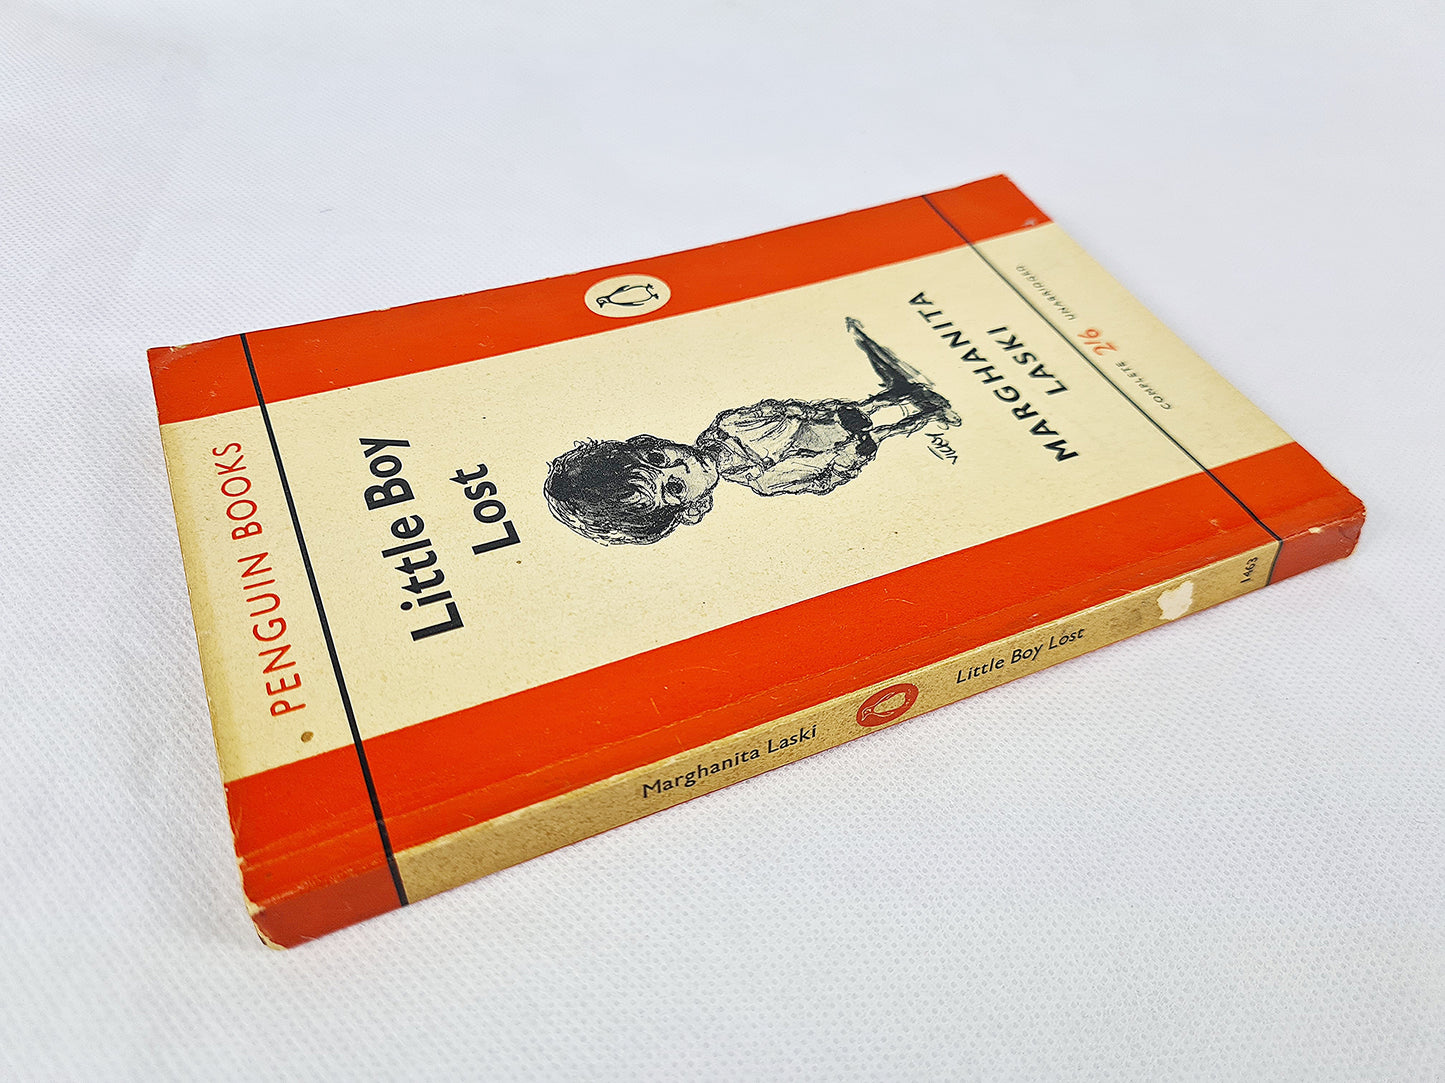 PENGUIN BOOKS
Little Boy
Lost
VICKY
MARGHANITA
LASKI
COMPLETE 2/6 UNABRIDGED
Marghanita Laski
Little Boy Lost
1463